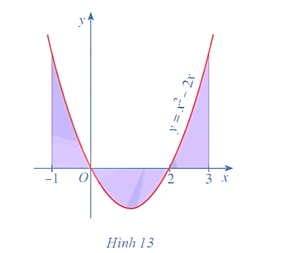 y
y = x² – 2x
–1 O 2 3 x
Hình 13